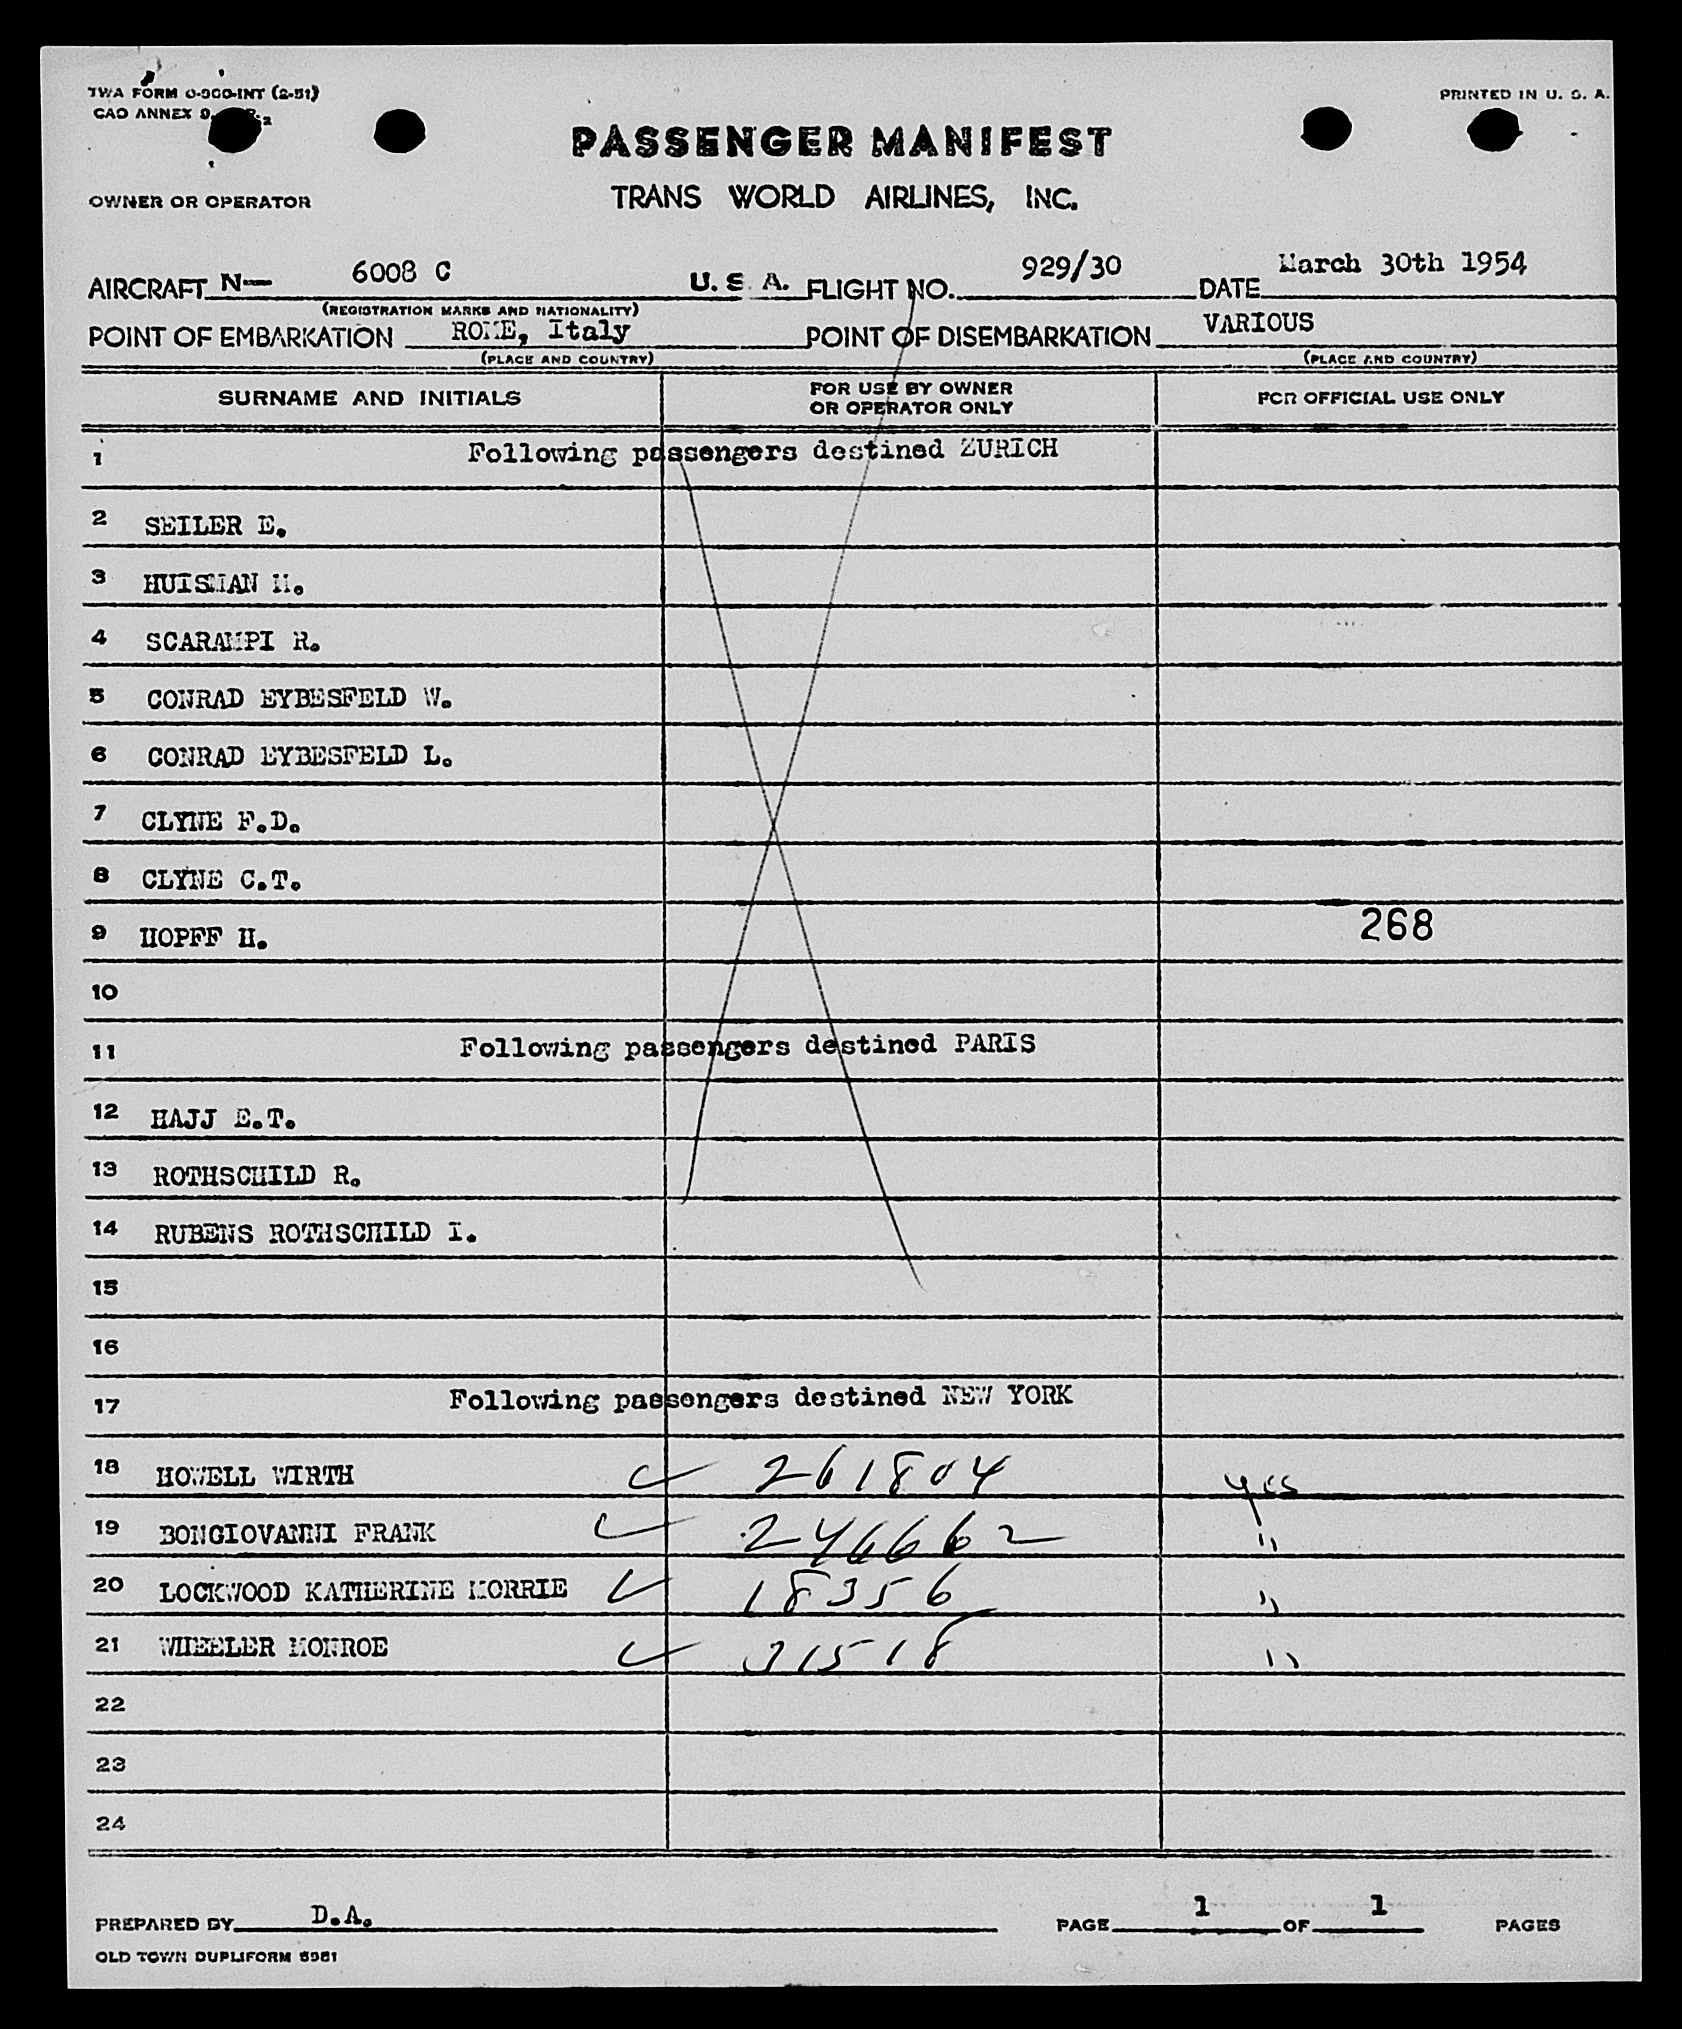 TWA FORM O-300-INT (2-51)
PRINTED IN U. S. A.
CAO ANNEX 9,
PASSENGER MANIFEST
OWNER OR OPERATOR
TRANS WORLD AIRLINES, INC.
AIRCRAFT N— 6008 C U. S. A. FLIGHT NO. 929/30 DATE March 30th 1954
(REGISTRATION MARKS AND NATIONALITY)
POINT OF EMBARKATION ROME, Italy POINT OF DISEMBARKATION VARIOUS
(PLACE AND COUNTRY) (PLACE AND COUNTRY)
SURNAME AND INITIALS FOR USE BY OWNER OR OPERATOR ONLY FOR OFFICIAL USE ONLY
1 Following passengers destined ZURICH
2 SEILER E.
3 HUISMAN M.
4 SCARAMPI R.
5 CONRAD EYBESFELD W.
6 CONRAD EYBESFELD L.
7 CLYNE F.D.
8 CLYNE C.T.
9 HOPFF H. 268
10
11 Following passengers destined PARIS
12 HAJJ E.T.
13 ROTHSCHILD R.
14 RUBENS ROTHSCHILD I.
15
16
17 Following passengers destined NEW YORK
18 HOWELL WIRTH ✓ 261804 yes
19 BONGIOVANNI FRANK ✓ 246662 "
20 LOCKWOOD KATHERINE MORRIE ✓ 18356 "
21 WHEELER MONROE ✓ 31518 "
22
23
24
PREPARED BY D.A. PAGE 1 OF 1 PAGES
OLD TOWN DUPLIFORM 5981